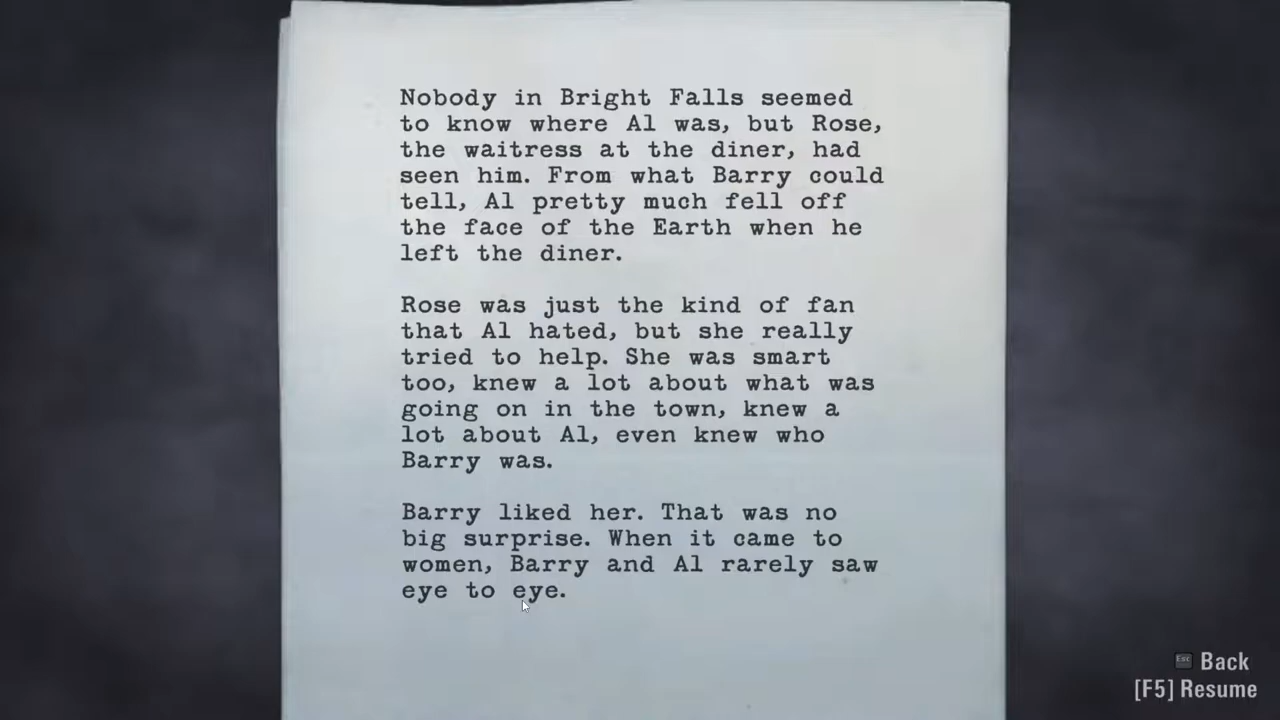 Nobody in Bright Falls seemed
to know where Al was, but Rose,
the waitress at the diner, had
seen him. From what Barry could
tell, Al pretty much fell off
the face of the Earth when he
left the diner.
Rose was just the kind of fan
that Al hated, but she really
tried to help. She was smart
too, knew a lot about what was
going on in the town, knew a
lot about Al, even knew who
Barry was.
Barry liked her. That was no
big surprise. When it came to
women, Barry and Al rarely saw
eye to eye.
Esc Back
[F5] Resume